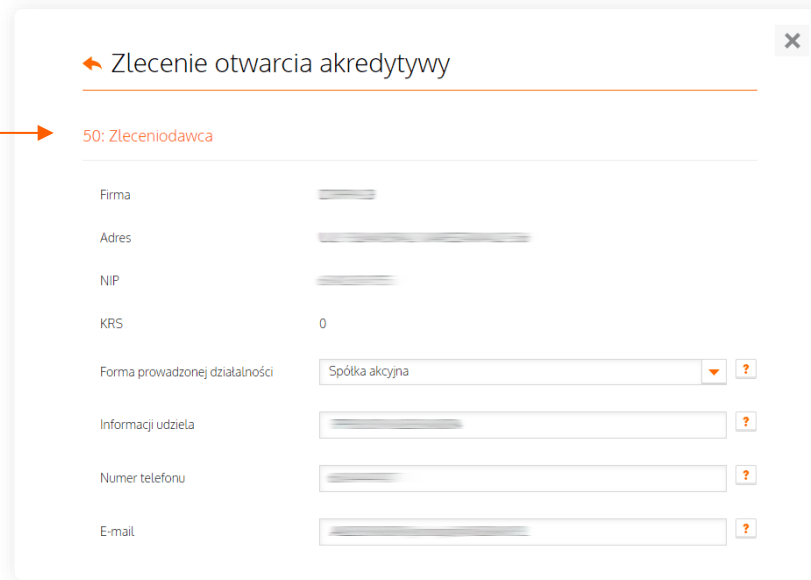 Zlecenie otwarcia akredytywy
50: Zleceniodawca
Firma
Adres
NIP
KRS 0
Forma prowadzonej działalności Spółka akcyjna ?
Informacji udziela ?
Numer telefonu ?
E-mail ?